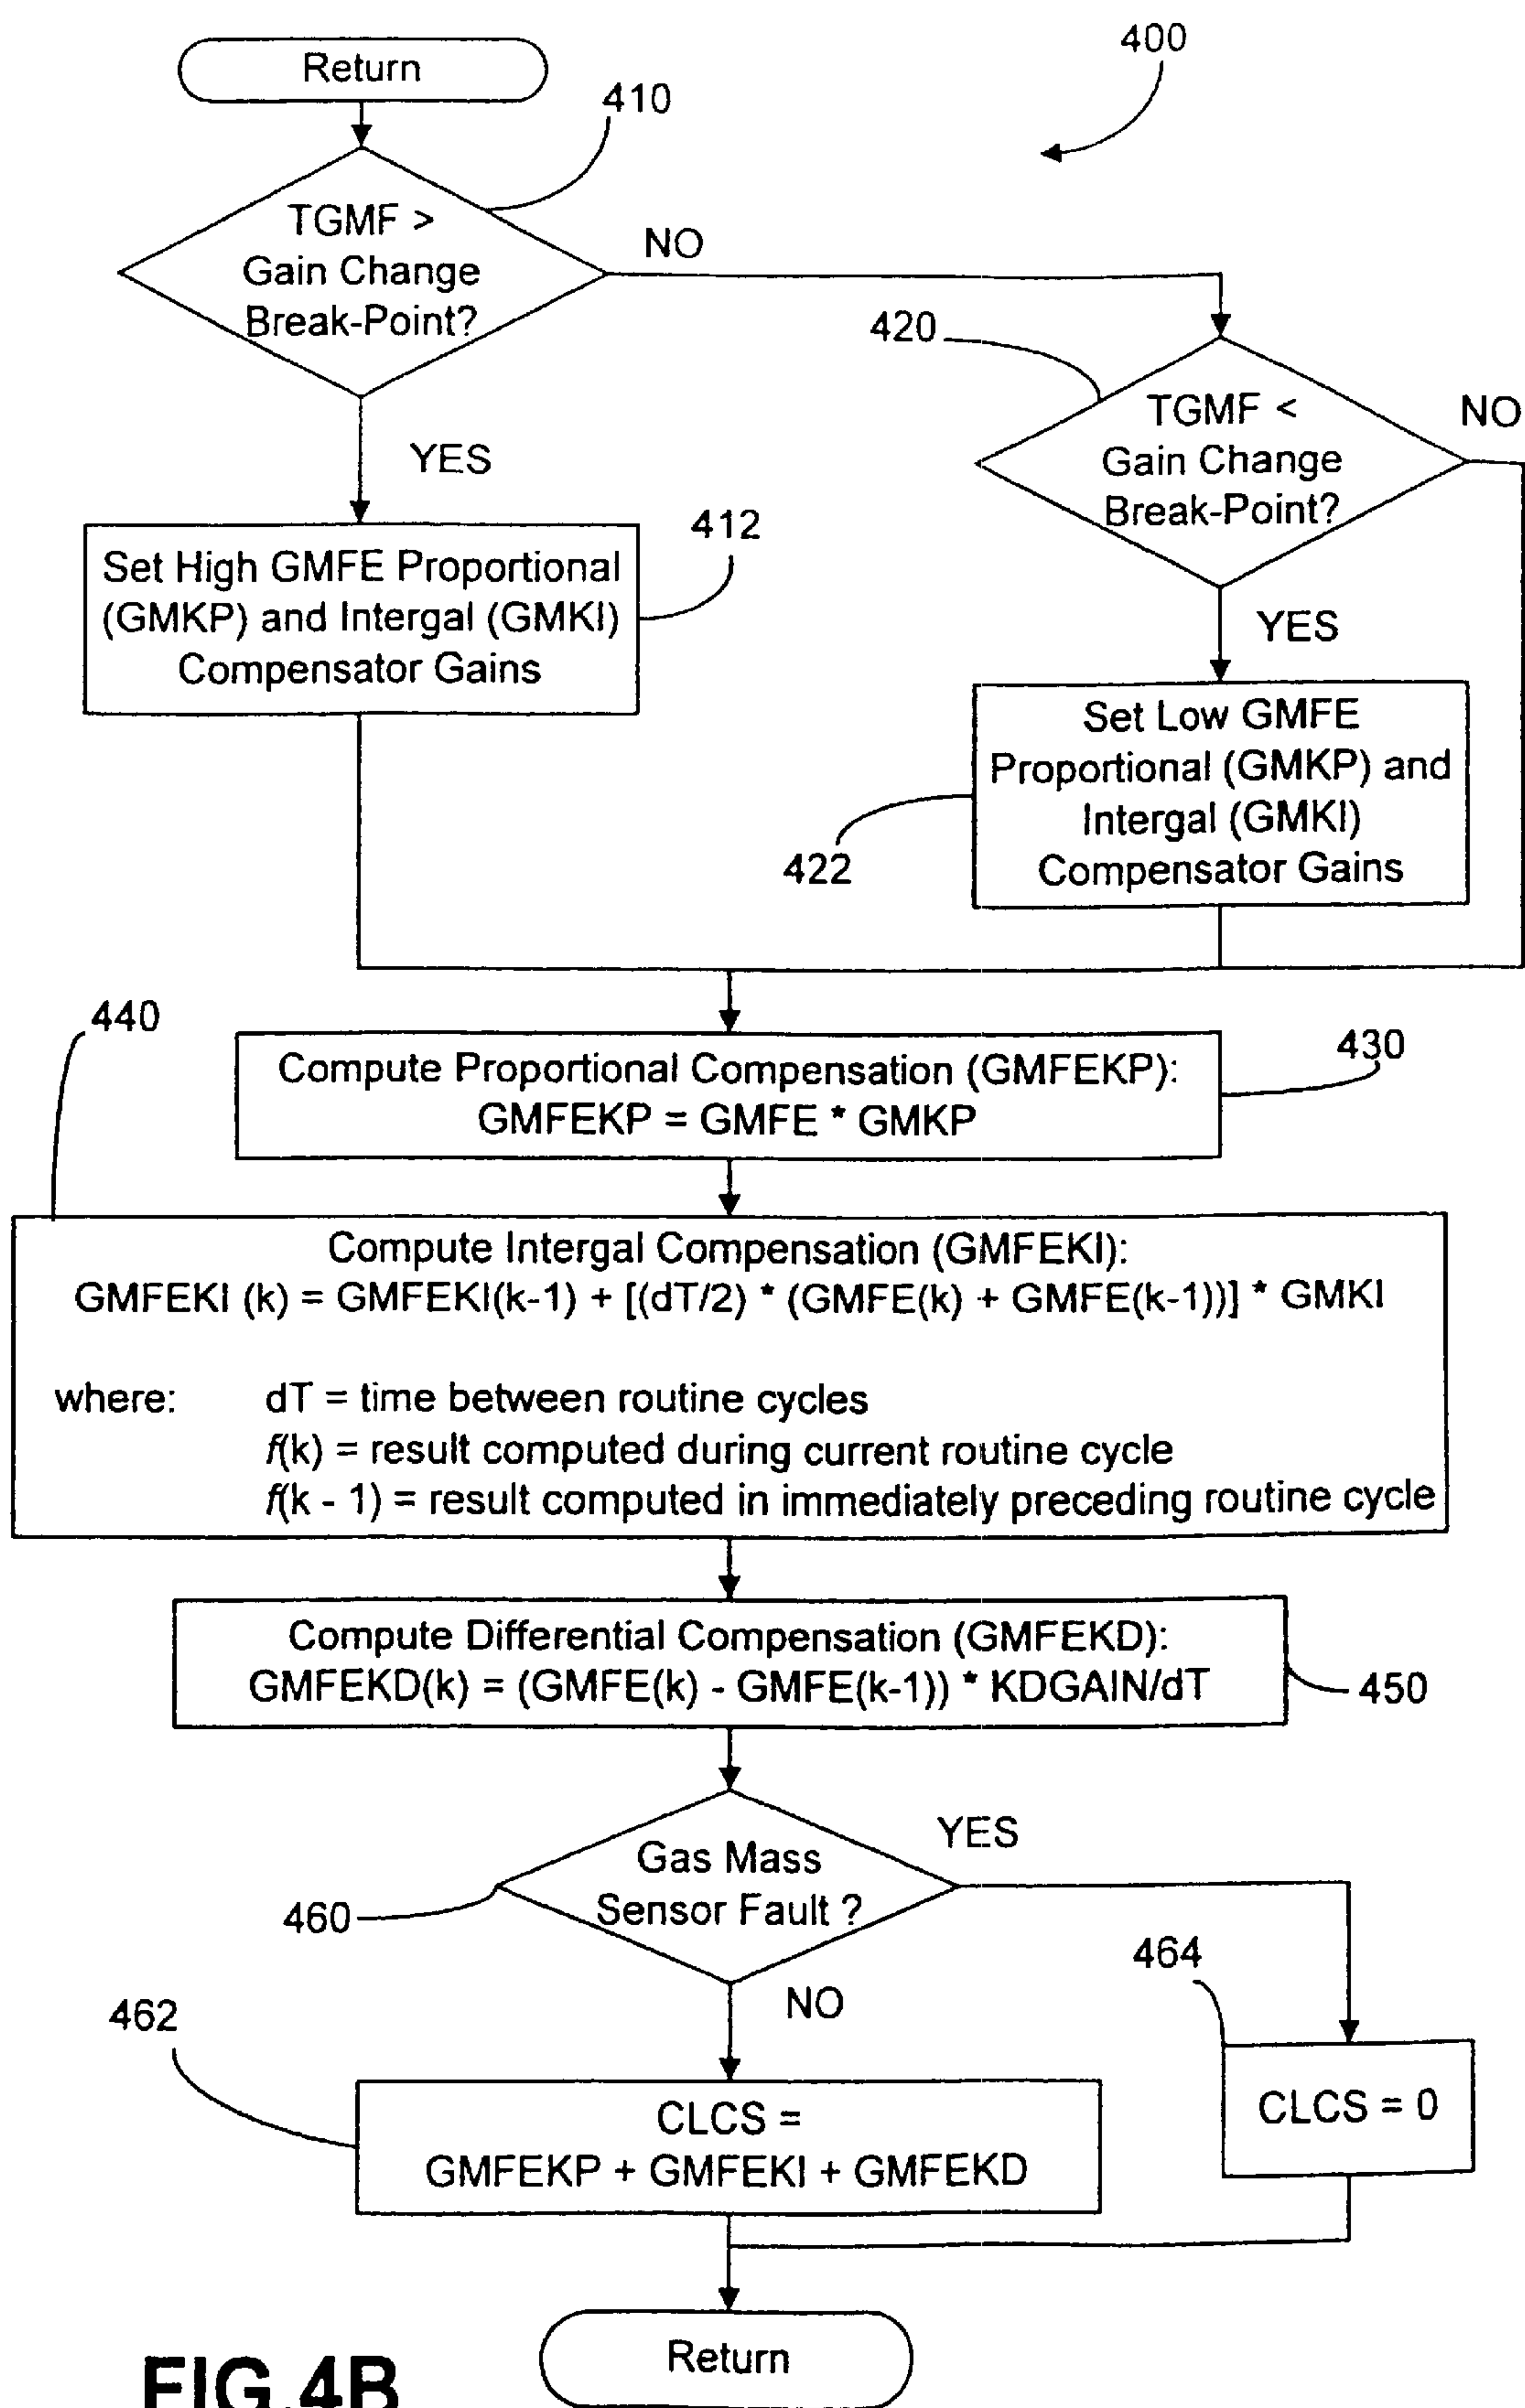 400
Return
410
TGMF >
Gain Change
Break-Point?
NO
420
TGMF <
Gain Change
Break-Point?
NO
YES
412
Set High GMFE Proportional
(GMKP) and Intergal (GMKI)
Compensator Gains
YES
Set Low GMFE
Proportional (GMKP) and
Intergal (GMKI)
Compensator Gains
422
440
430
Compute Proportional Compensation (GMFEKP):
GMFEKP = GMFE * GMKP
Compute Intergal Compensation (GMFEKI):
GMFEKI (k) = GMFEKI(k-1) + [(dT/2) * (GMFE(k) + GMFE(k-1))] * GMKI
where: dT = time between routine cycles
f(k) = result computed during current routine cycle
f(k - 1) = result computed in immediately preceding routine cycle
Compute Differential Compensation (GMFEKD):
GMFEKD(k) = (GMFE(k) - GMFE(k-1)) * KDGAIN/dT
450
Gas Mass
Sensor Fault ?
YES
460
464
NO
462
CLCS =
GMFEKP + GMFEKI + GMFEKD
CLCS = 0
Return
FIG.4B